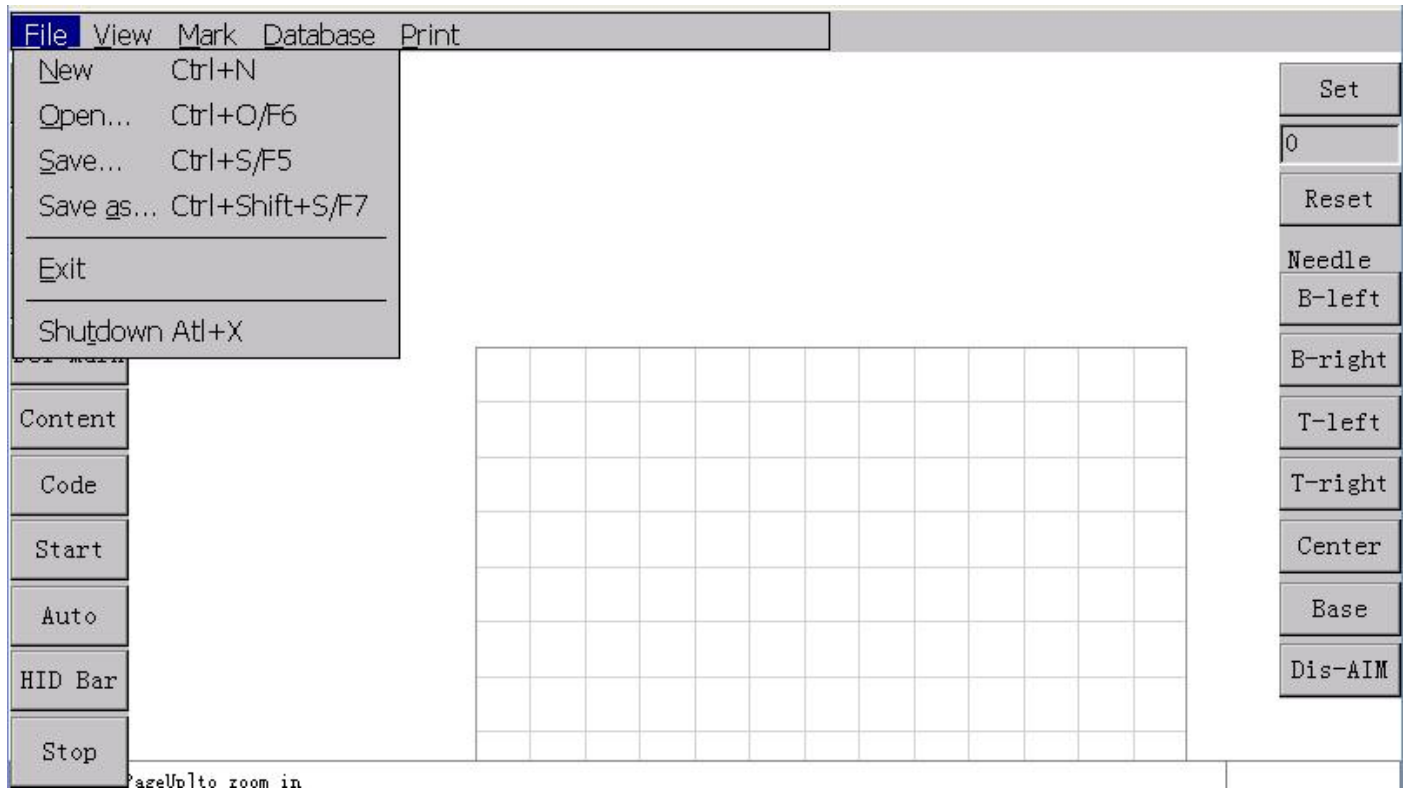 File View Mark Database Print
New Ctrl+N
Open... Ctrl+O/F6
Save... Ctrl+S/F5
Save as... Ctrl+Shift+S/F7
Exit
Shutdown Atl+X
Content
Code
Start
Auto
HID Bar
Stop
Set
0
Reset
Needle
B-left
B-right
T-left
T-right
Center
Base
Dis-AIM
PageUp]to zoom in